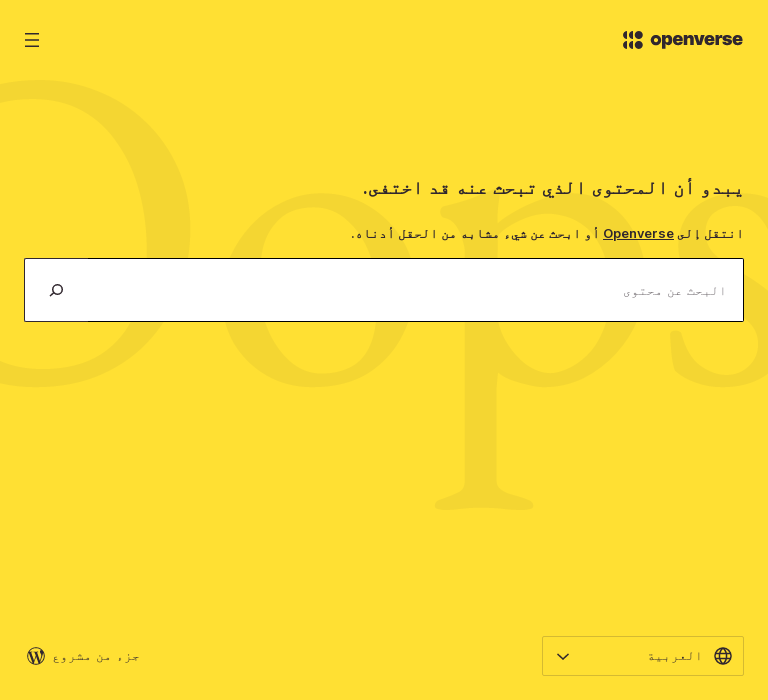 openverse
Oops
يبدو أن المحتوى الذي تبحث عنه قد اختفى.
انتقل إلى Openverse أو ابحث عن شيء مشابه من الحقل أدناه.
البحث عن محتوى
العربية
جزء من مشروع